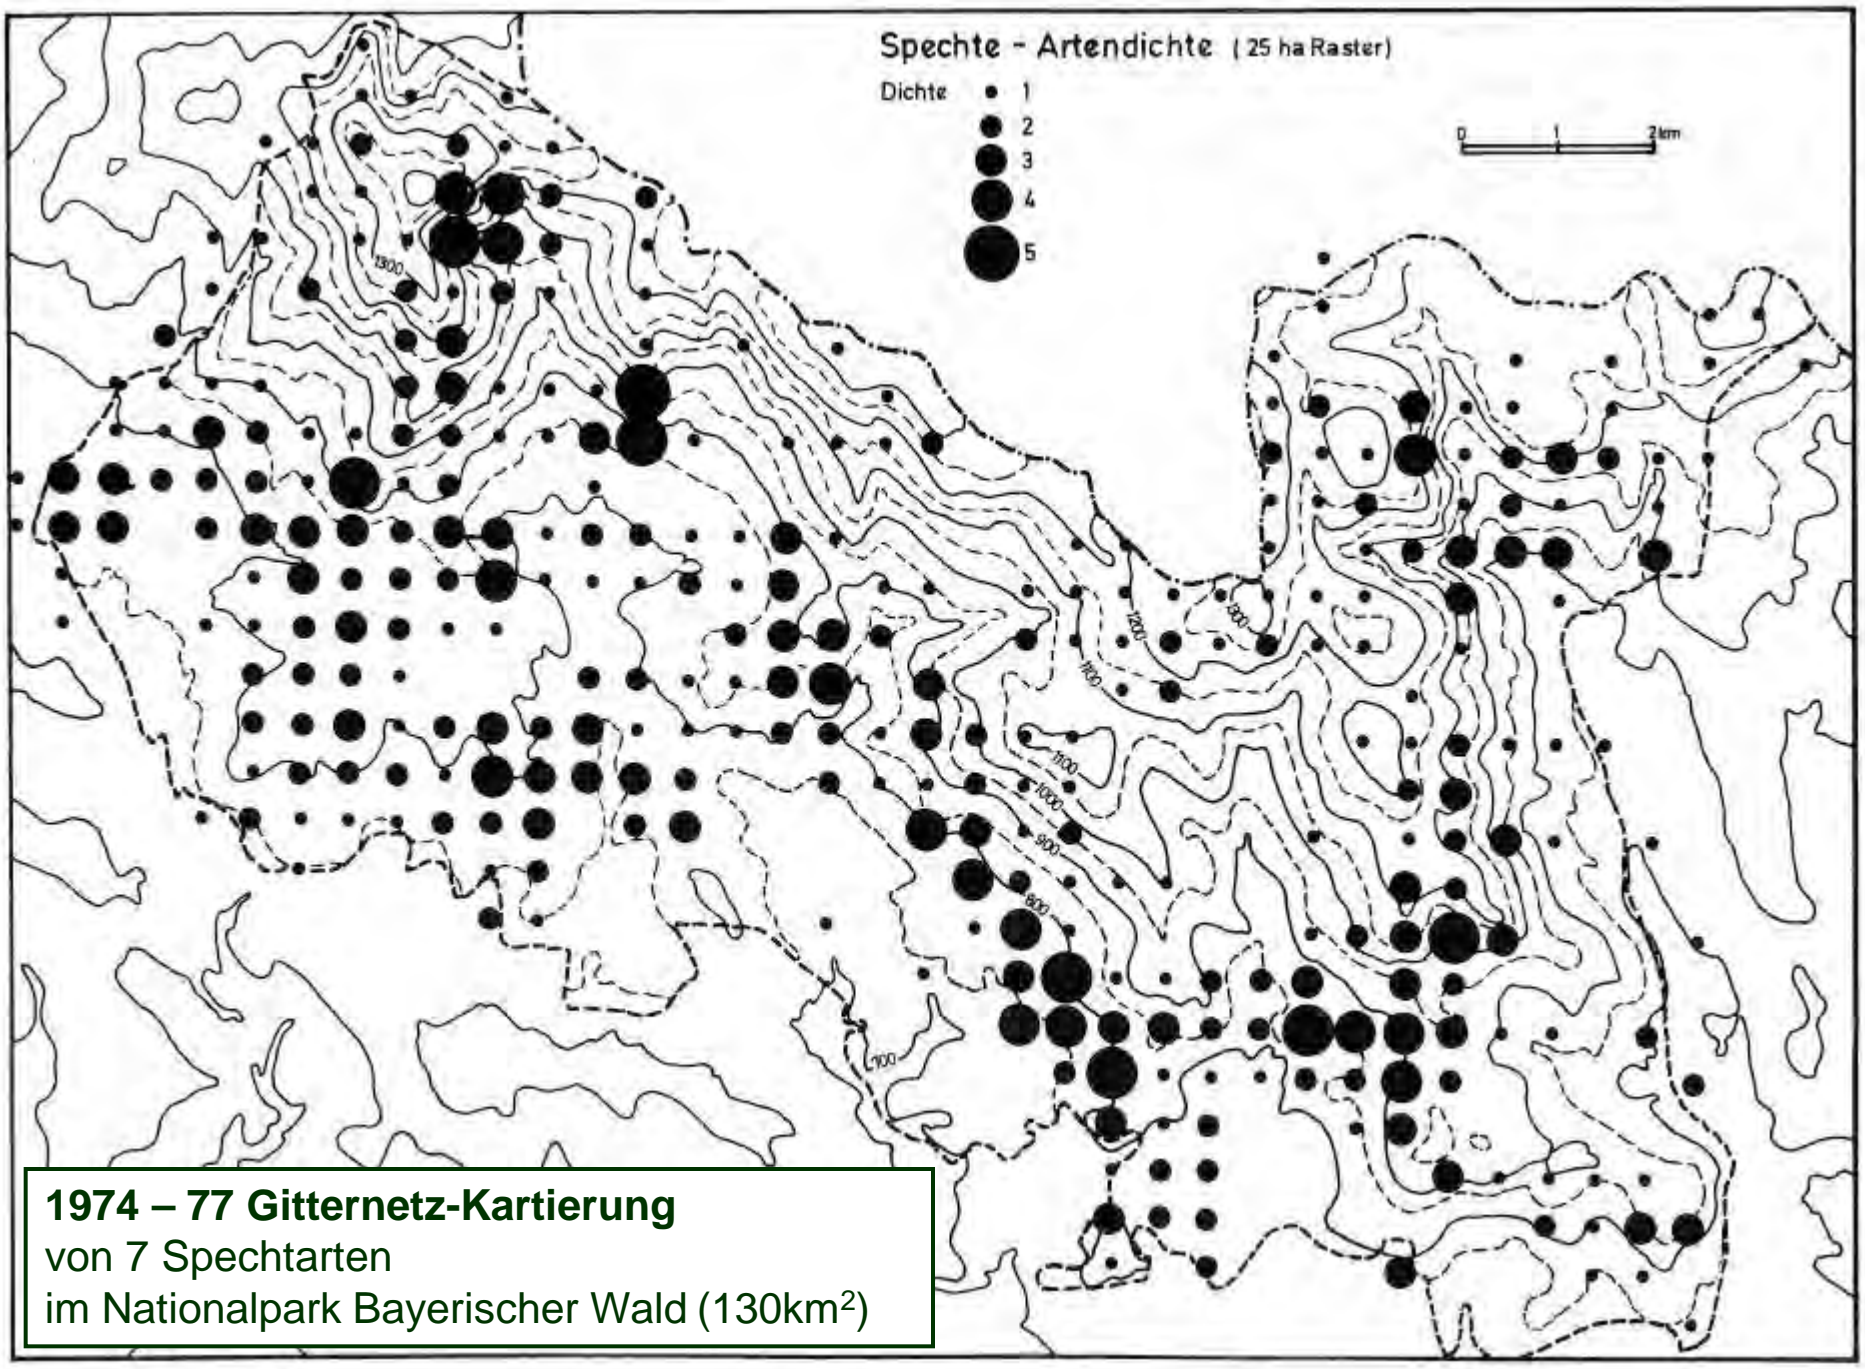 Spechte - Artendichte (25 ha Raster)
Dichte 1
2
3
4
5
0 1 2km
1300
1300
1200
1100
1100
1000
900
800
700
1974 – 77 Gitternetz-Kartierung
von 7 Spechtarten
im Nationalpark Bayerischer Wald (130km²)